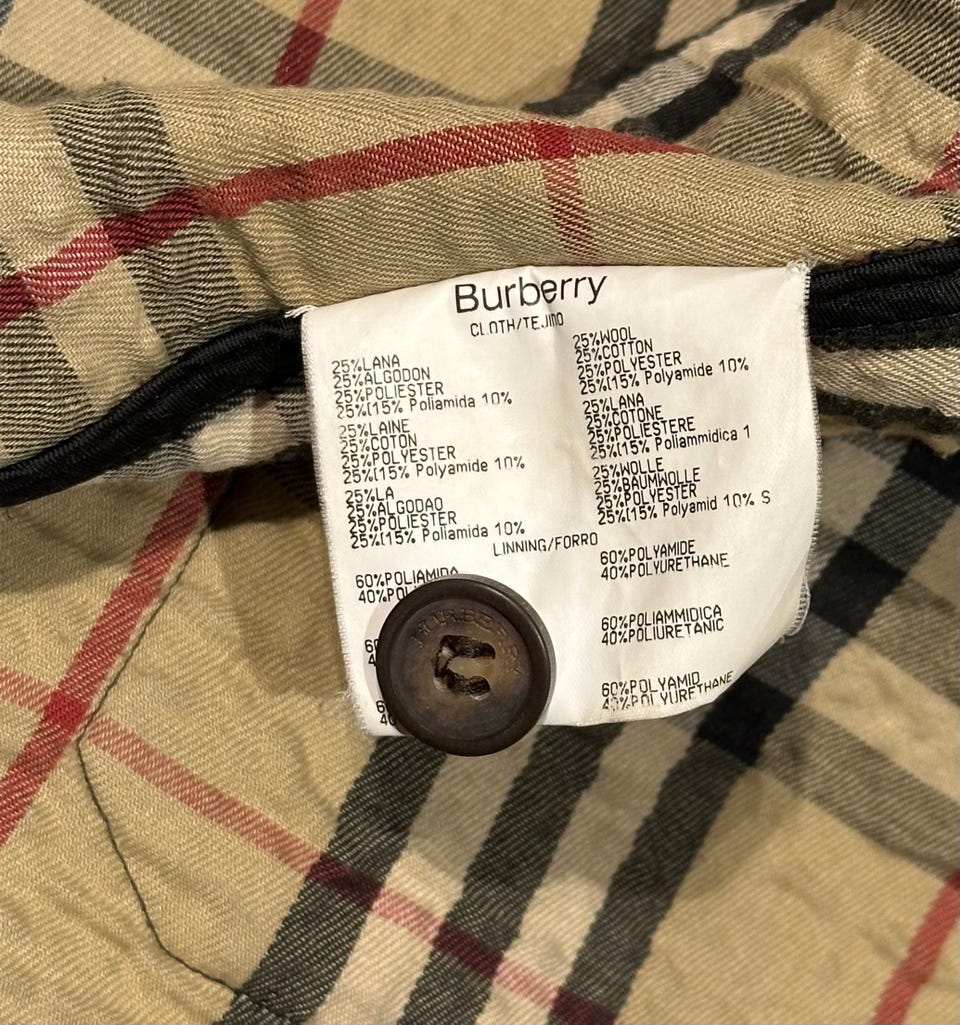 Burberry
CLOTH/TEJIDO
25%LANA
25%ALGODON
25%POLIESTER
25%[15% Poliamida 10%
25%LAINE
25%COTON
25%POLYESTER
25%[15% Polyamide 10%
25%LA
25%ALGODAO
25%POLIESTER
25%[15% Poliamida 10%
25%WOOL
25%COTTON
25%POLYESTER
25%[15% Polyamide 10%
25%LANA
25%COTONE
25%POLIESTERE
25%[15% Poliammidica 1
25%WOLLE
25%BAUMWOLLE
25%POLYESTER
25%[15% Polyamid 10% S
LINNING/FORRO
60%POLIAMIDA
40%
60%POLYAMIDE
40%POLYURETHANE
60%POLIAMMIDICA
40%POLIURETANIC
60%POLYAMID
40%POLYURETHANE
BURBERRY